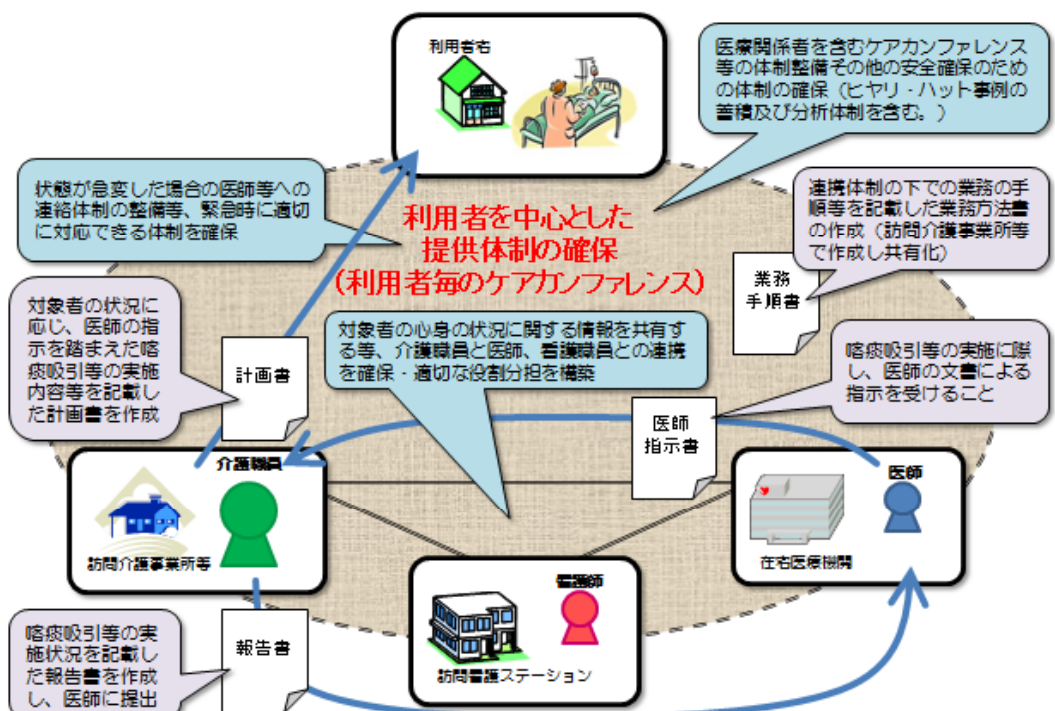 利用者宅
医療関係者を含むケアカンファレンス
等の体制整備その他の安全確保のため
の体制の確保（ヒヤリ・ハット事例の
蓄積及び分析体制を含む。）
状態が急変した場合の医師等への
連絡体制の整備等、緊急時に適切
に対応できる体制を確保
利用者を中心とした
提供体制の確保
（利用者毎のケアカンファレンス）
連携体制の下での業務の手
順等を記載した業務方法書
の作成（訪問介護事業所等
で作成し共有化）
業務
手順書
対象者の状況に
応じ、医師の指
示を踏まえた喀
痰吸引等の実施
内容等を記載し
た計画書を作成
計画書
対象者の心身の状況に関する情報を共有す
る等、介護職員と医師、看護職員との連携
を確保・適切な役割分担を構築
喀痰吸引等の実施に際
し、医師の文書による
指示を受けること
医師
指示書
介護職員
訪問介護事業所等
医師
在宅医療機関
看護師
訪問看護ステーション
喀痰吸引等の実
施状況を記載し
た報告書を作成
し、医師に提出
報告書